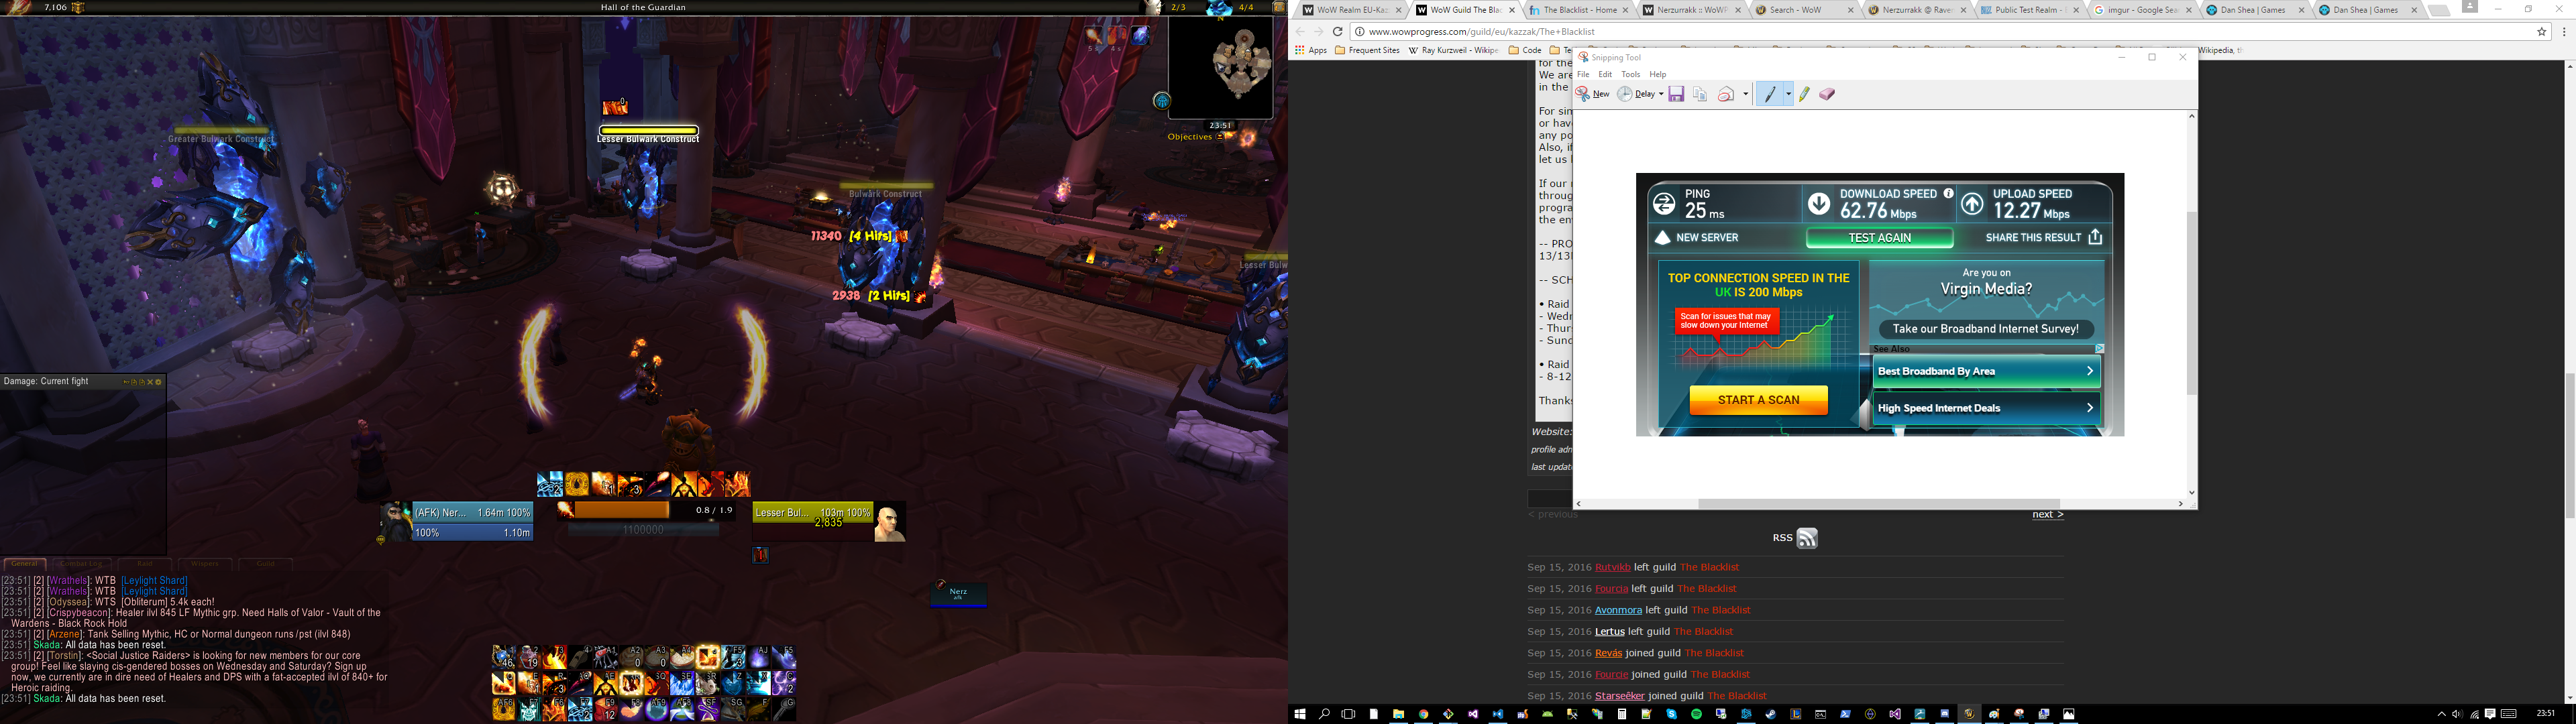 7,106
Hall of the Guardian
2/3
4/4
N
23:51
Objectives
Greater Bulwark Construct
Lesser Bulwark Construct
Bulwark Construct
11340 [4 Hits]
2938 [2 Hits]
Lesser Bulw
Damage: Current fight
(AFK) Ner... 1.64m 100%
100% 1.10m
0.8 / 1.9
1100000
Lesser Bul... 103m 100%
2,835
Nerz
afk
General
Combat Log
Raid
Wispers
Guild
[23:51] [2] [Wrathels]: WTB [Leylight Shard]
[23:51] [2] [Wrathels]: WTB [Leylight Shard]
[23:51] [2] [Odyssea]: WTS [Obliterum] 5.4k each!
[23:51] [2] [Crispybeacon]: Healer ilvl 845 LF Mythic grp. Need Halls of Valor - Vault of the
Wardens - Black Rock Hold
[23:51] [2] [Arzene]: Tank Selling Mythic, HC or Normal dungeon runs /pst (ilvl 848)
[23:51] Skada: All data has been reset.
[23:51] [2] [Torstin]: <Social Justice Raiders> is looking for new members for our core
group! Feel like slaying cis-gendered bosses on Wednesday and Saturday? Sign up
now, we currently are in dire need of Healers and DPS with a fat-accepted ilvl of 840+ for
Heroic raiding.
[23:51] Skada: All data has been reset.
WoW Realm EU-Kaz
WoW Guild The Bla
The Blacklist - Home
Nerzurrakk :: WoWP
Search - WoW
Nerzurrakk @ Raven
Public Test Realm -
imgur - Google Sea
Dan Shea | Games
Dan Shea | Games
www.wowprogress.com/guild/eu/kazzak/The+Blacklist
Apps
Frequent Sites
Ray Kurzweil - Wikipe
Code
Wikipedia, th
Snipping Tool
File Edit Tools Help
New
Delay
for the
We are
in the
For sin
or have
any po
Also, if
let us
If our
throug
progra
the en
-- PRO
13/13
-- SCH
• Raid
- Wedn
- Thurs
- Sund
• Raid
- 8-12
Thanks
Website:
profile adn
last update
PING
25 ms
DOWNLOAD SPEED
62.76 Mbps
UPLOAD SPEED
12.27 Mbps
NEW SERVER
TEST AGAIN
SHARE THIS RESULT
TOP CONNECTION SPEED IN THE
UK IS 200 Mbps
Scan for issues that may
slow down your Internet
START A SCAN
Are you on
Virgin Media?
Take our Broadband Internet Survey!
See Also
Best Broadband By Area
High Speed Internet Deals
< previous
next >
RSS
Sep 15, 2016 Rutvikb left guild The Blacklist
Sep 15, 2016 Fourcia left guild The Blacklist
Sep 15, 2016 Avonmora left guild The Blacklist
Sep 15, 2016 Lertus left guild The Blacklist
Sep 15, 2016 Revás joined guild The Blacklist
Sep 15, 2016 Fourcie joined guild The Blacklist
Sep 15, 2016 Starseëker joined guild The Blacklist
23:51